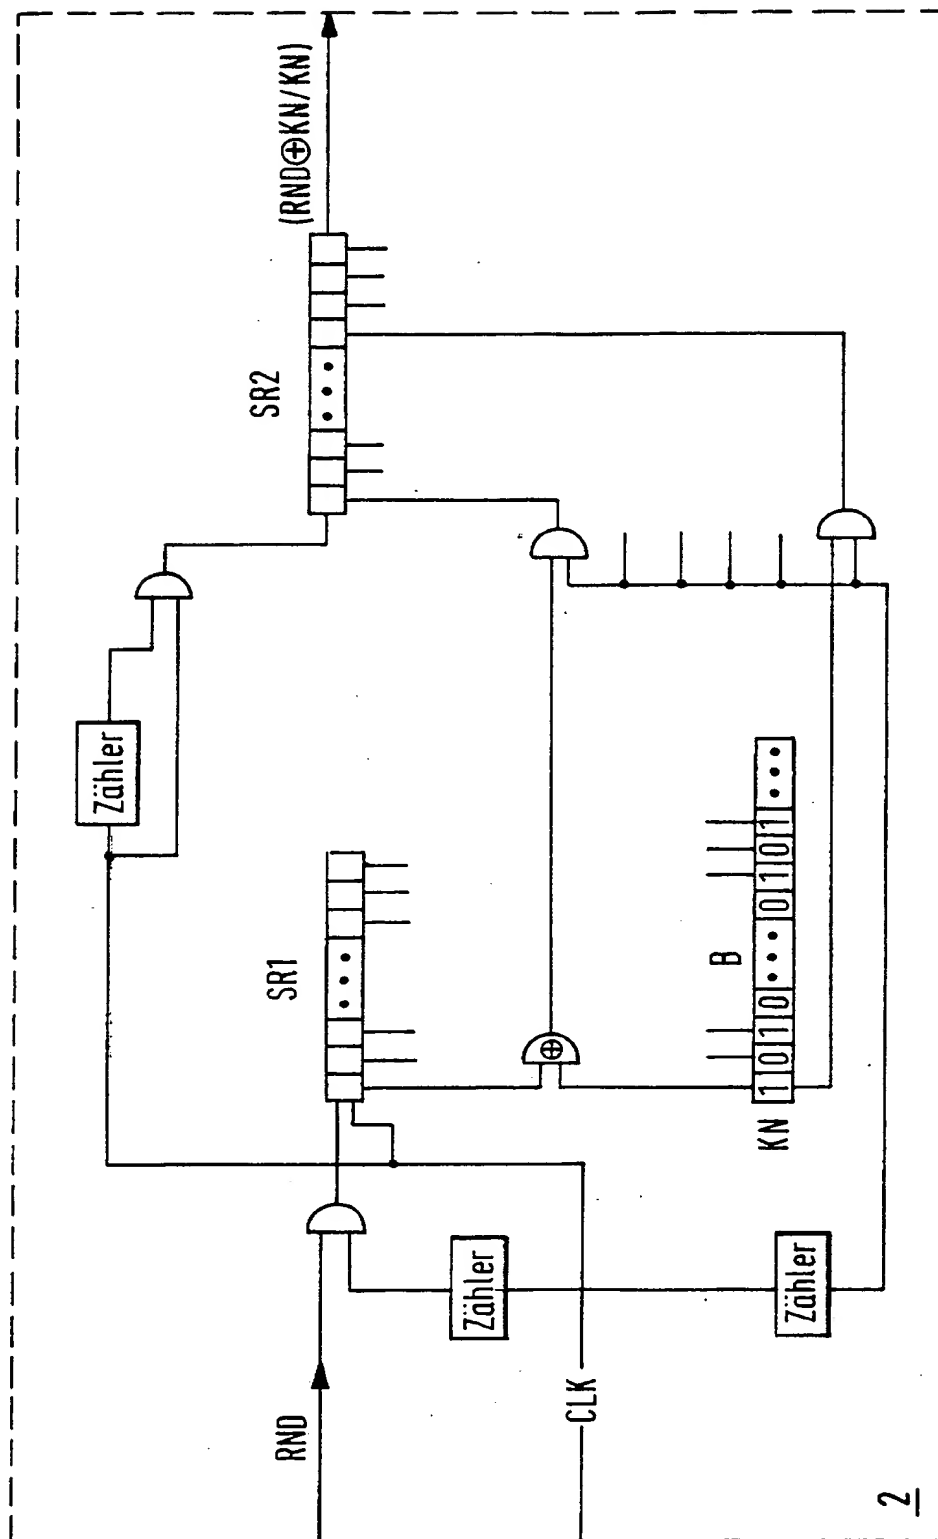 (RND⊕KN/KN)
SR2
Zähler
SR1
B
KN
1 0 1 0 • • • 0 1 0 1 • • •
⊕
Zähler
Zähler
RND
CLK
2